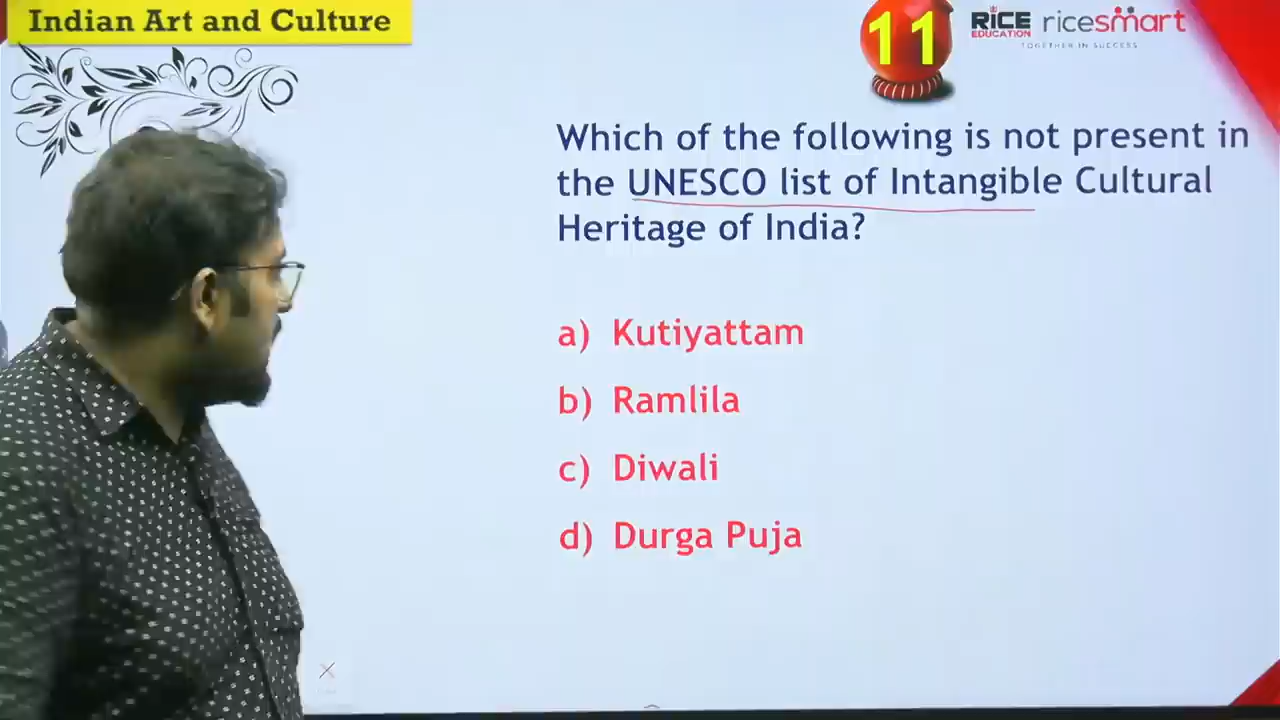 Indian Art and Culture
11
RICE
EDUCATION
ricesmart
TOGETHER IN SUCCESS
Which of the following is not present in
the UNESCO list of Intangible Cultural
Heritage of India?
a) Kutiyattam
b) Ramlila
c) Diwali
d) Durga Puja